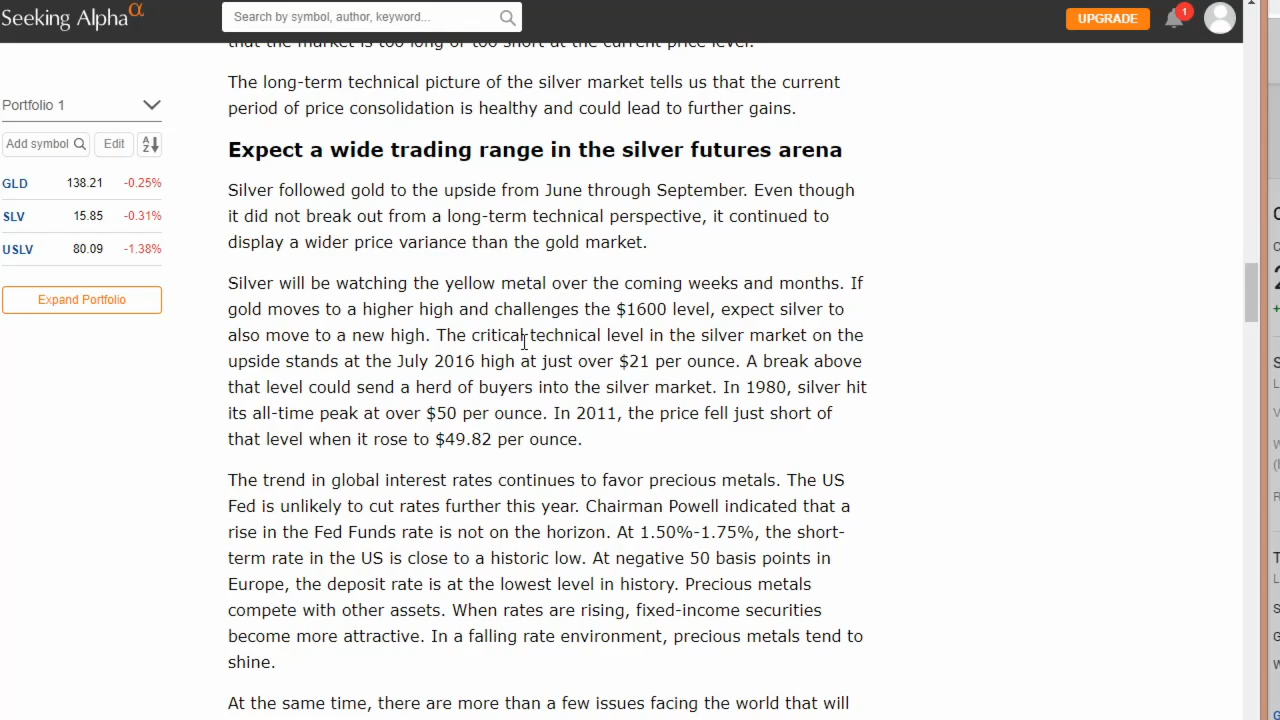 Seeking Alpha α
Search by symbol, author, keyword...
UPGRADE
1
Portfolio 1
Add symbol
Edit
A
Z
GLD 138.21 -0.25%
SLV 15.85 -0.31%
USLV 80.09 -1.38%
Expand Portfolio
that the market is too long or too short at the current price level.
The long-term technical picture of the silver market tells us that the current
period of price consolidation is healthy and could lead to further gains.
Expect a wide trading range in the silver futures arena
Silver followed gold to the upside from June through September. Even though
it did not break out from a long-term technical perspective, it continued to
display a wider price variance than the gold market.
Silver will be watching the yellow metal over the coming weeks and months. If
gold moves to a higher high and challenges the $1600 level, expect silver to
also move to a new high. The critical technical level in the silver market on the
upside stands at the July 2016 high at just over $21 per ounce. A break above
that level could send a herd of buyers into the silver market. In 1980, silver hit
its all-time peak at over $50 per ounce. In 2011, the price fell just short of
that level when it rose to $49.82 per ounce.
The trend in global interest rates continues to favor precious metals. The US
Fed is unlikely to cut rates further this year. Chairman Powell indicated that a
rise in the Fed Funds rate is not on the horizon. At 1.50%-1.75%, the short-
term rate in the US is close to a historic low. At negative 50 basis points in
Europe, the deposit rate is at the lowest level in history. Precious metals
compete with other assets. When rates are rising, fixed-income securities
become more attractive. In a falling rate environment, precious metals tend to
shine.
At the same time, there are more than a few issues facing the world that will